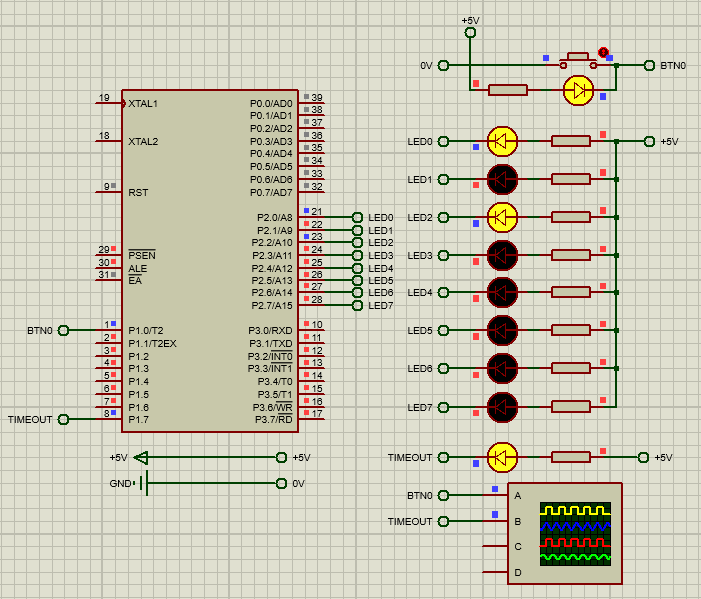 +5V
0V
BTN0
19 XTAL1
P0.0/AD0 39
P0.1/AD1 38
P0.2/AD2 37
18 XTAL2
P0.3/AD3 36
P0.4/AD4 35
P0.5/AD5 34
P0.6/AD6 33
9 RST
P0.7/AD7 32
P2.0/A8 21 LED0
P2.1/A9 22 LED1
P2.2/A10 23 LED2
29 PSEN
P2.3/A11 24 LED3
30 ALE
P2.4/A12 25 LED4
31 EA
P2.5/A13 26 LED5
P2.6/A14 27 LED6
P2.7/A15 28 LED7
BTN0 1 P1.0/T2
P3.0/RXD 10
2 P1.1/T2EX
P3.1/TXD 11
3 P1.2
P3.2/INT0 12
4 P1.3
P3.3/INT1 13
5 P1.4
P3.4/T0 14
6 P1.5
P3.5/T1 15
7 P1.6
P3.6/WR 16
TIMEOUT 8 P1.7
P3.7/RD 17
+5V +5V
GND 0V
LED0 +5V
LED1
LED2
LED3
LED4
LED5
LED6
LED7
TIMEOUT +5V
BTN0 A
TIMEOUT B
C
D